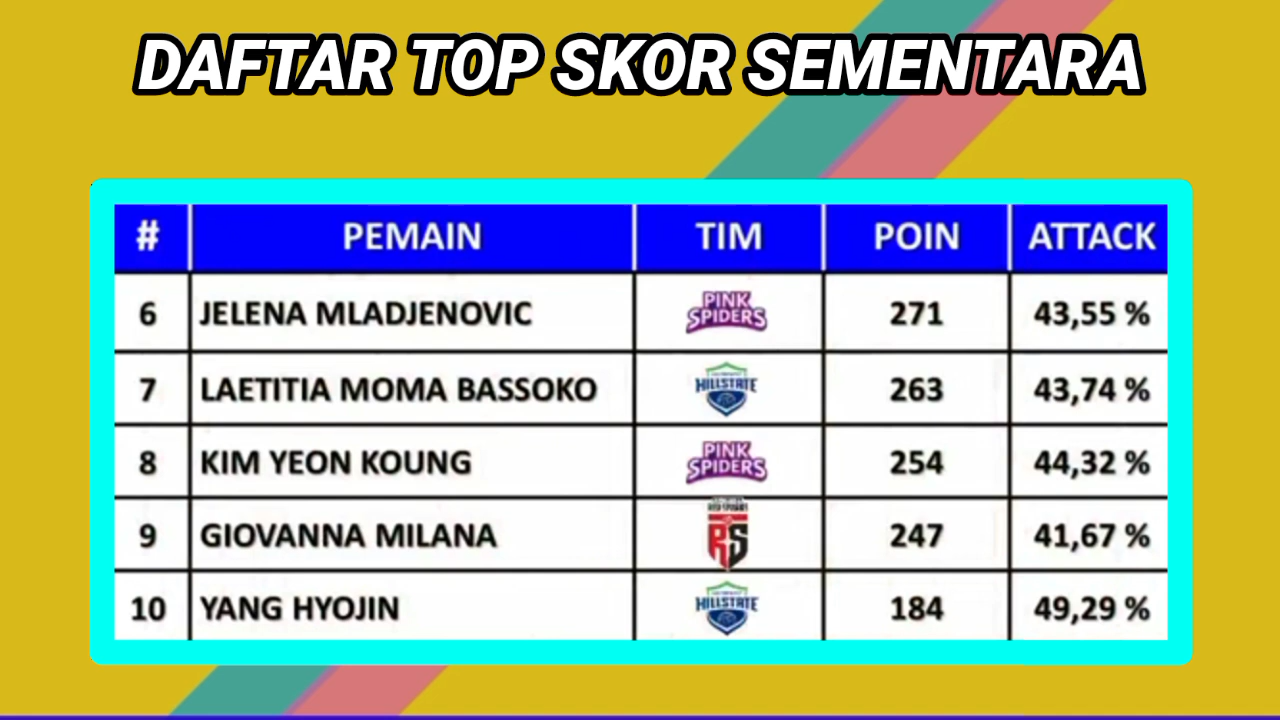 DAFTAR TOP SKOR SEMENTARA
# PEMAIN TIM POIN ATTACK
6 JELENA MLADJENOVIC PINK SPIDERS 271 43,55 %
7 LAETITIA MOMA BASSOKO HILLSTATE 263 43,74 %
8 KIM YEON KOUNG PINK SPIDERS 254 44,32 %
9 GIOVANNA MILANA RS 247 41,67 %
10 YANG HYOJIN HILLSTATE 184 49,29 %